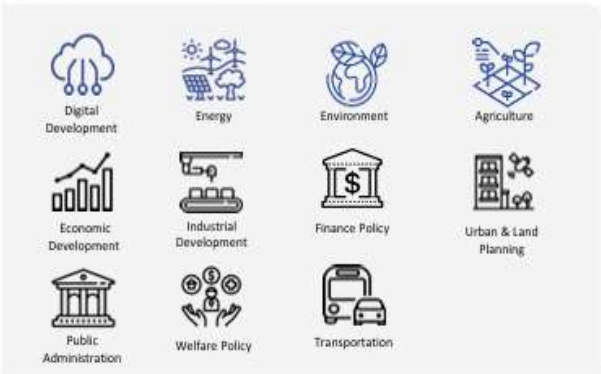 Digital
Development
Energy
Environment
Agriculture
Economic
Development
Industrial
Development
$
Finance Policy
Urban & Land
Planning
Public
Administration
$
Welfare Policy
Transportation